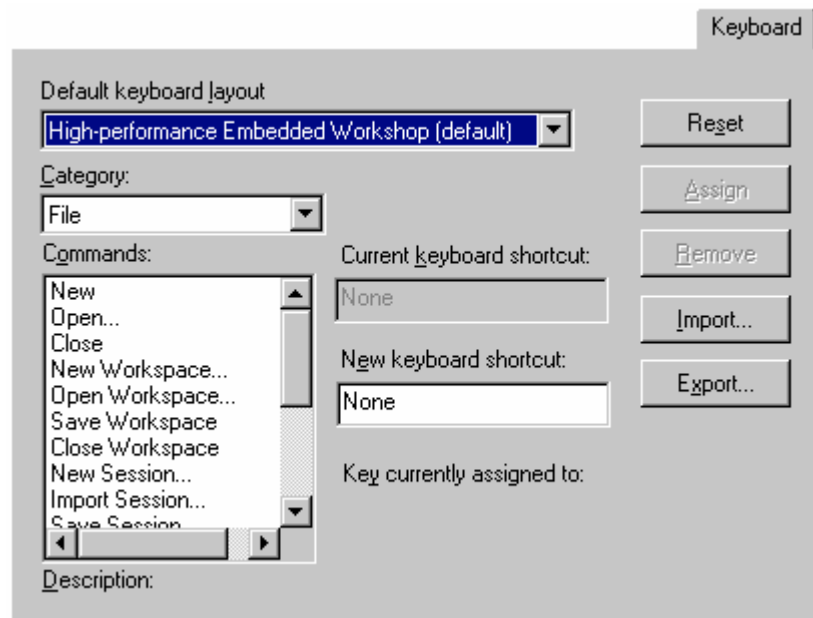 Keyboard
Default keyboard layout
High-performance Embedded Workshop (default)
Reset
Category:
Assign
File
Commands:
Current keyboard shortcut:
Remove
New
None
Open...
Import...
Close
New Workspace...
New keyboard shortcut:
Open Workspace...
Export...
Save Workspace
None
Close Workspace
New Session...
Key currently assigned to:
Import Session...
Save Session
Description: